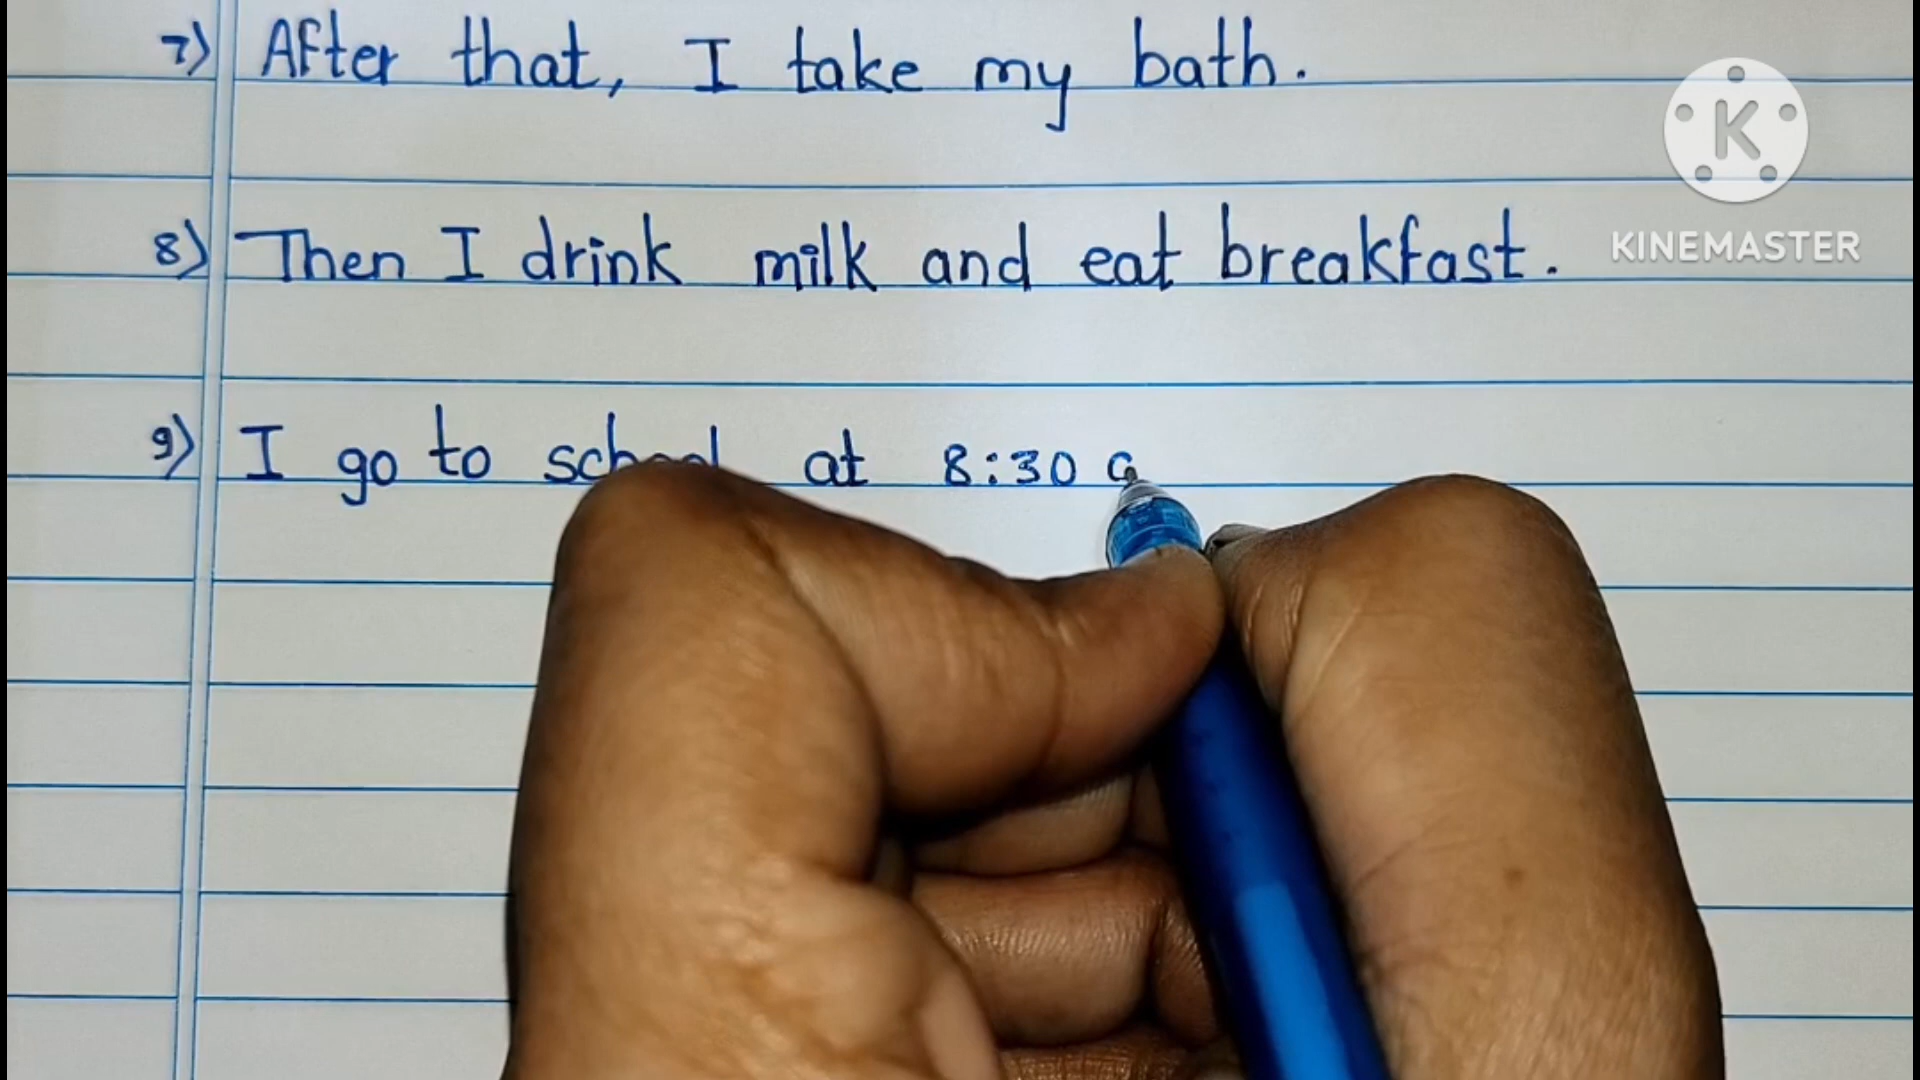 7) After that, I take my bath.
8) Then I drink milk and eat breakfast.
9) I go to school at 8:30 a
K
KINEMASTER